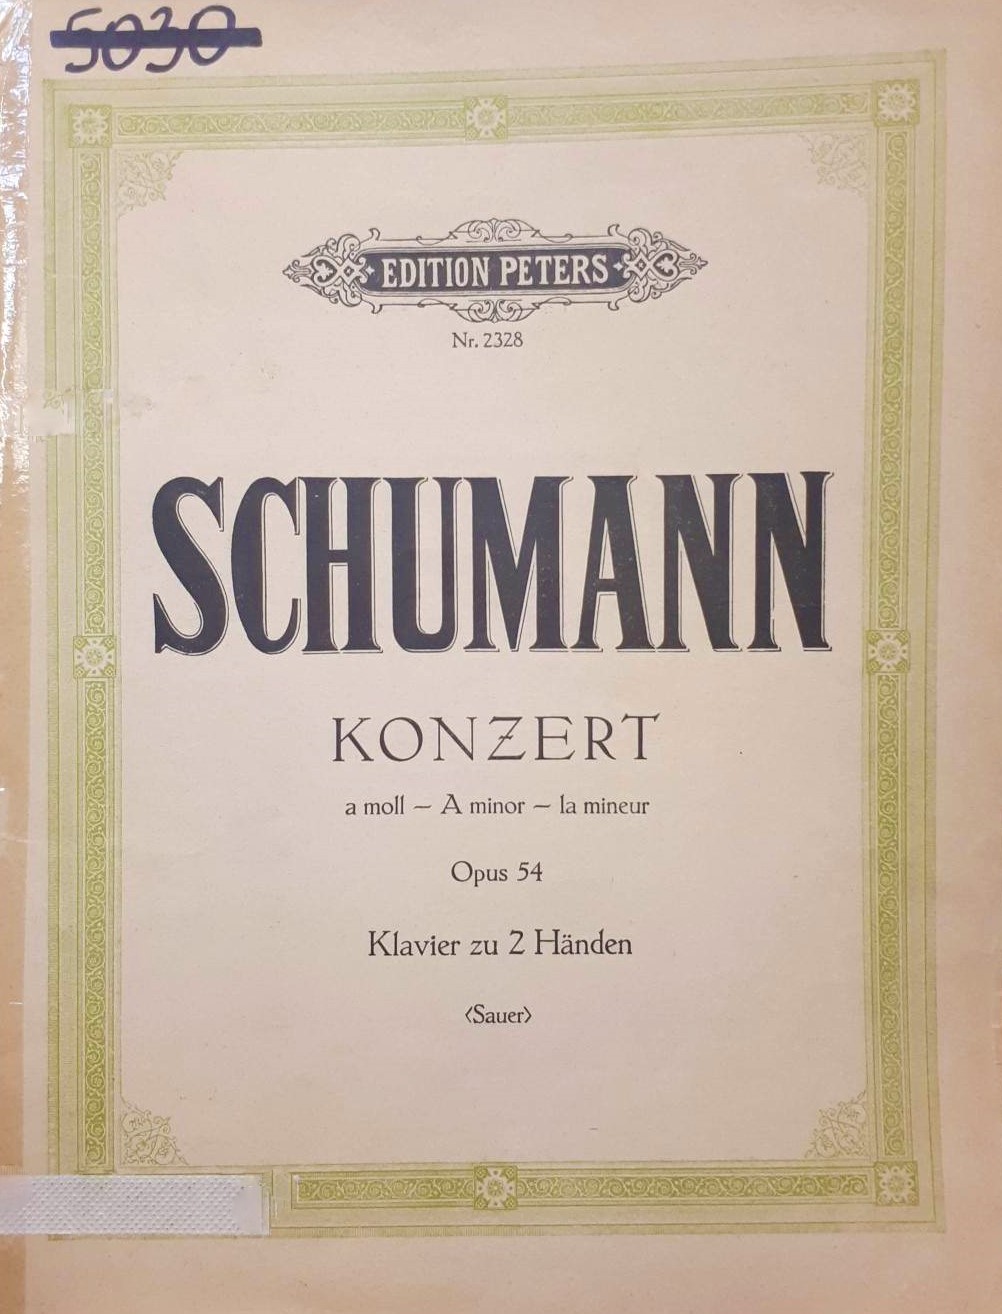 5030
EDITION PETERS
Nr. 2328
SCHUMANN
KONZERT
a moll — A minor — la mineur
Opus 54
Klavier zu 2 Händen
‹Sauer›